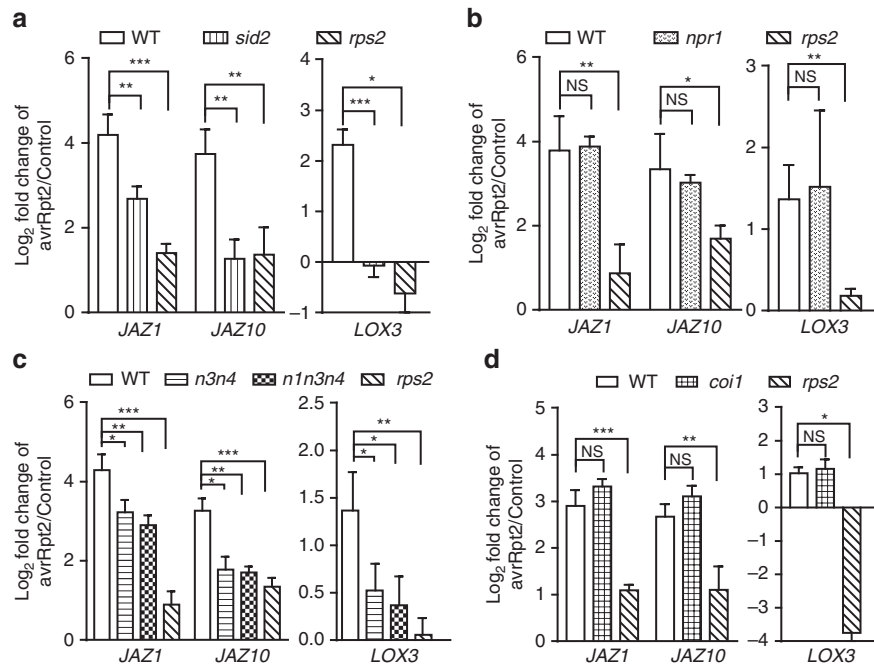 a
WT sid2 rps2
Log2 fold change of
avrRpt2/Control
6
4
2
0
***
**
**
**
JAZ1 JAZ10
3
2
1
0
–1
*
***
LOX3
b
WT npr1 rps2
Log2 fold change of
avrRpt2/Control
6
4
2
0
**
NS
*
NS
JAZ1 JAZ10
3
2
1
0
**
NS
LOX3
c
WT n3n4 n1n3n4 rps2
Log2 fold change of
avrRpt2/Control
6
4
2
0
***
**
*
***
**
*
JAZ1 JAZ10
2.5
2.0
1.5
1.0
0.5
0.0
**
*
*
LOX3
d
WT coi1 rps2
Log2 fold change of
avrRpt2/Control
5
4
3
2
1
0
***
NS
**
NS
JAZ1 JAZ10
3
2
1
0
–1
–2
–3
–4
*
NS
LOX3